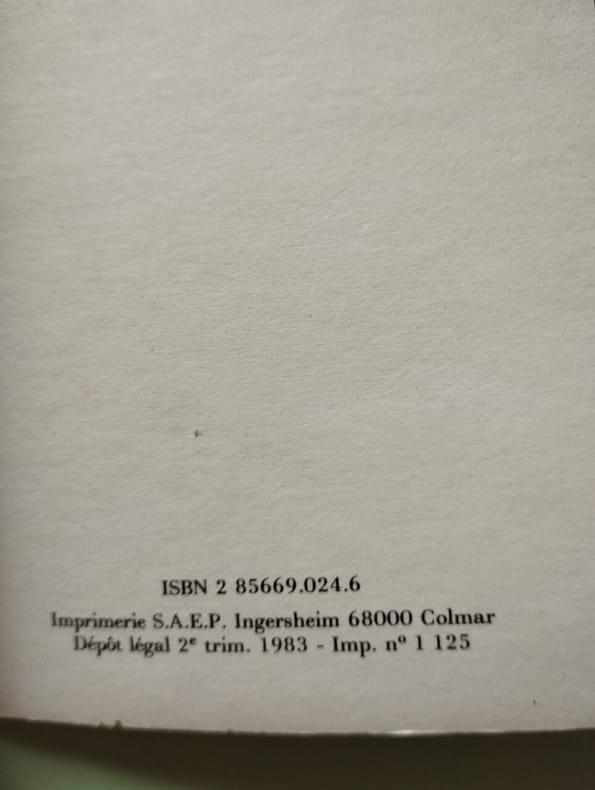 ISBN 2 85669.024.6
Imprimerie S.A.E.P. Ingersheim 68000 Colmar
Dépôt légal 2e trim. 1983 - Imp. nº 1 125